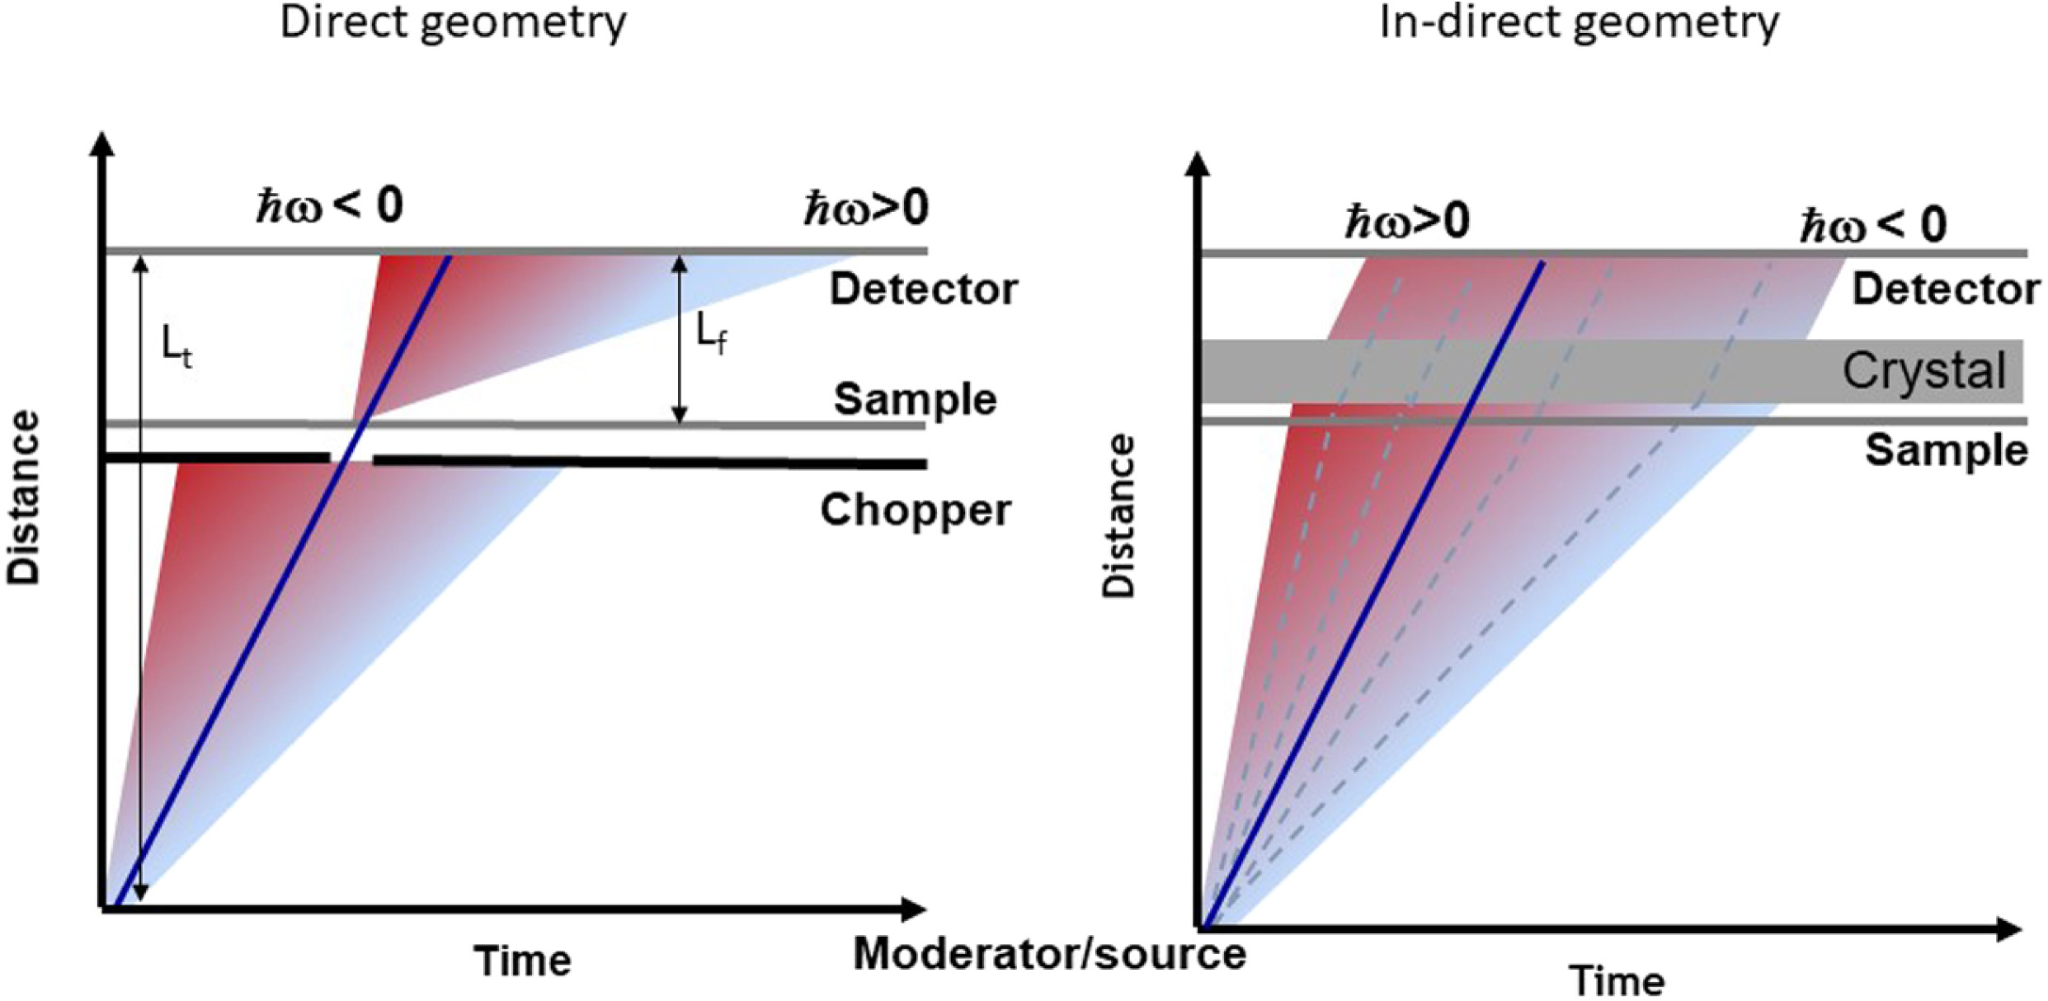 Direct geometry
In-direct geometry
ℏω < 0
ℏω>0
Detector
Lt
Lf
Sample
Chopper
Distance
Time
Moderator/source
ℏω>0
ℏω < 0
Detector
Crystal
Sample
Distance
Time